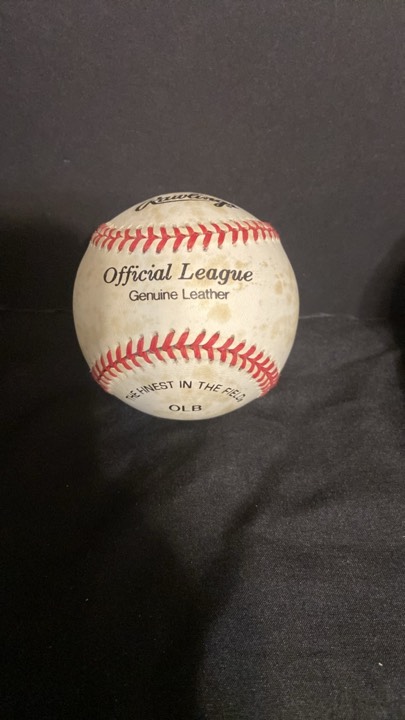 Rawlings
Official League
Genuine Leather
THE FINEST IN THE FIELD
OLB